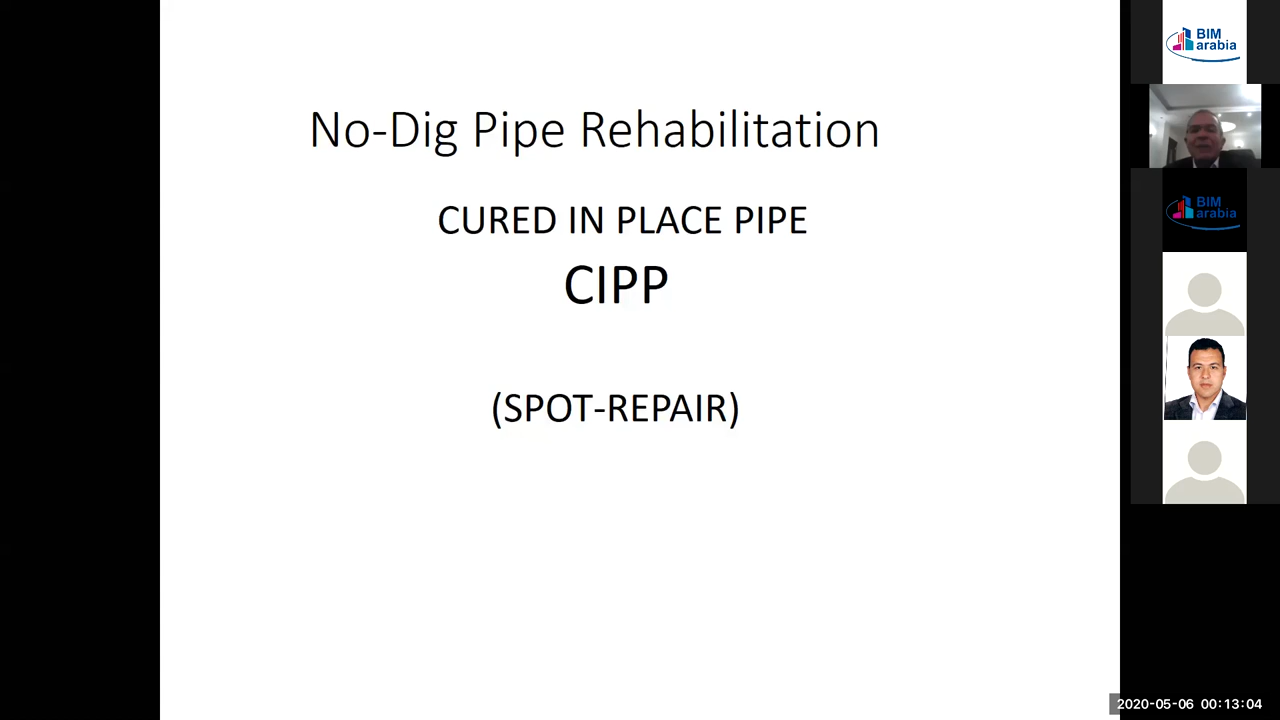 No-Dig Pipe Rehabilitation
CURED IN PLACE PIPE
CIPP
(SPOT-REPAIR)
BIM
arabia
BIM
arabia
2020-05-06 00:13:04